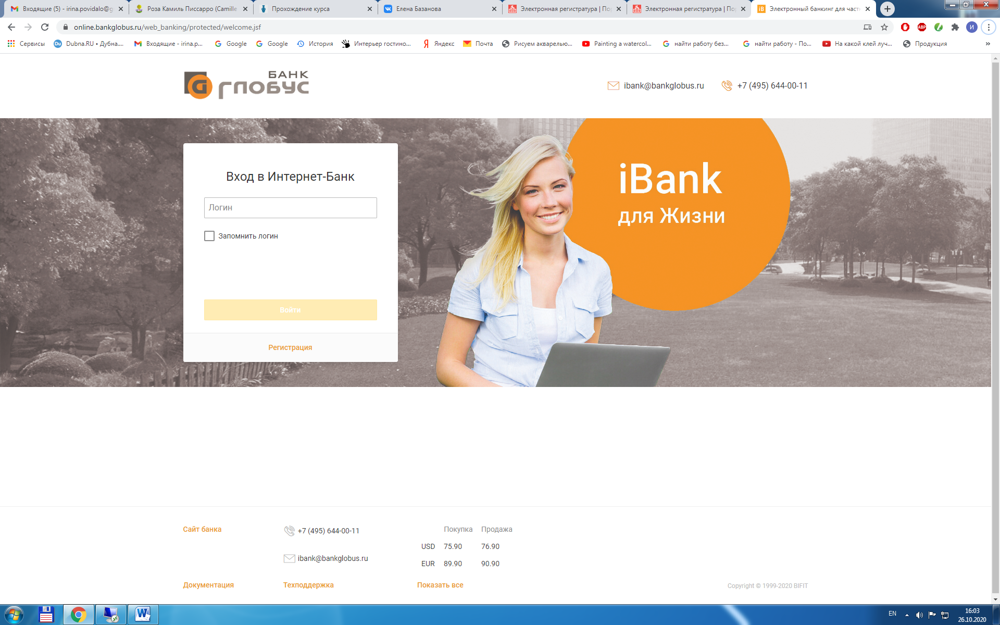 Входящие (5) - irina.povidalo@g
Роза Камиль Писсарро (Camille
Прохождение курса
Елена Базанова
Электронная регистратура | Пор
Электронная регистратура | Пор
Электронный банкинг для част
online.bankglobus.ru/web_banking/protected/welcome.jsf
Сервисы
Dubna.RU • Дубна....
Входящие - irina.p...
Google
Google
История
Интерьер гостино...
Яндекс
Почта
Рисуем акварелью...
Painting a watercol...
найти работу без...
найти работу - По...
На какой клей луч...
Продукция
БАНК
ГЛОБУС
ibank@bankglobus.ru
+7 (495) 644-00-11
Вход в Интернет-Банк
Логин
Запомнить логин
Войти
Регистрация
iBank
для Жизни
Сайт банка
+7 (495) 644-00-11
ibank@bankglobus.ru
Покупка Продажа
USD 75.90 76.90
EUR 89.90 90.90
Документация
Техподдержка
Показать все
Copyright © 1999-2020 BIFIT
EN
16:03
26.10.2020